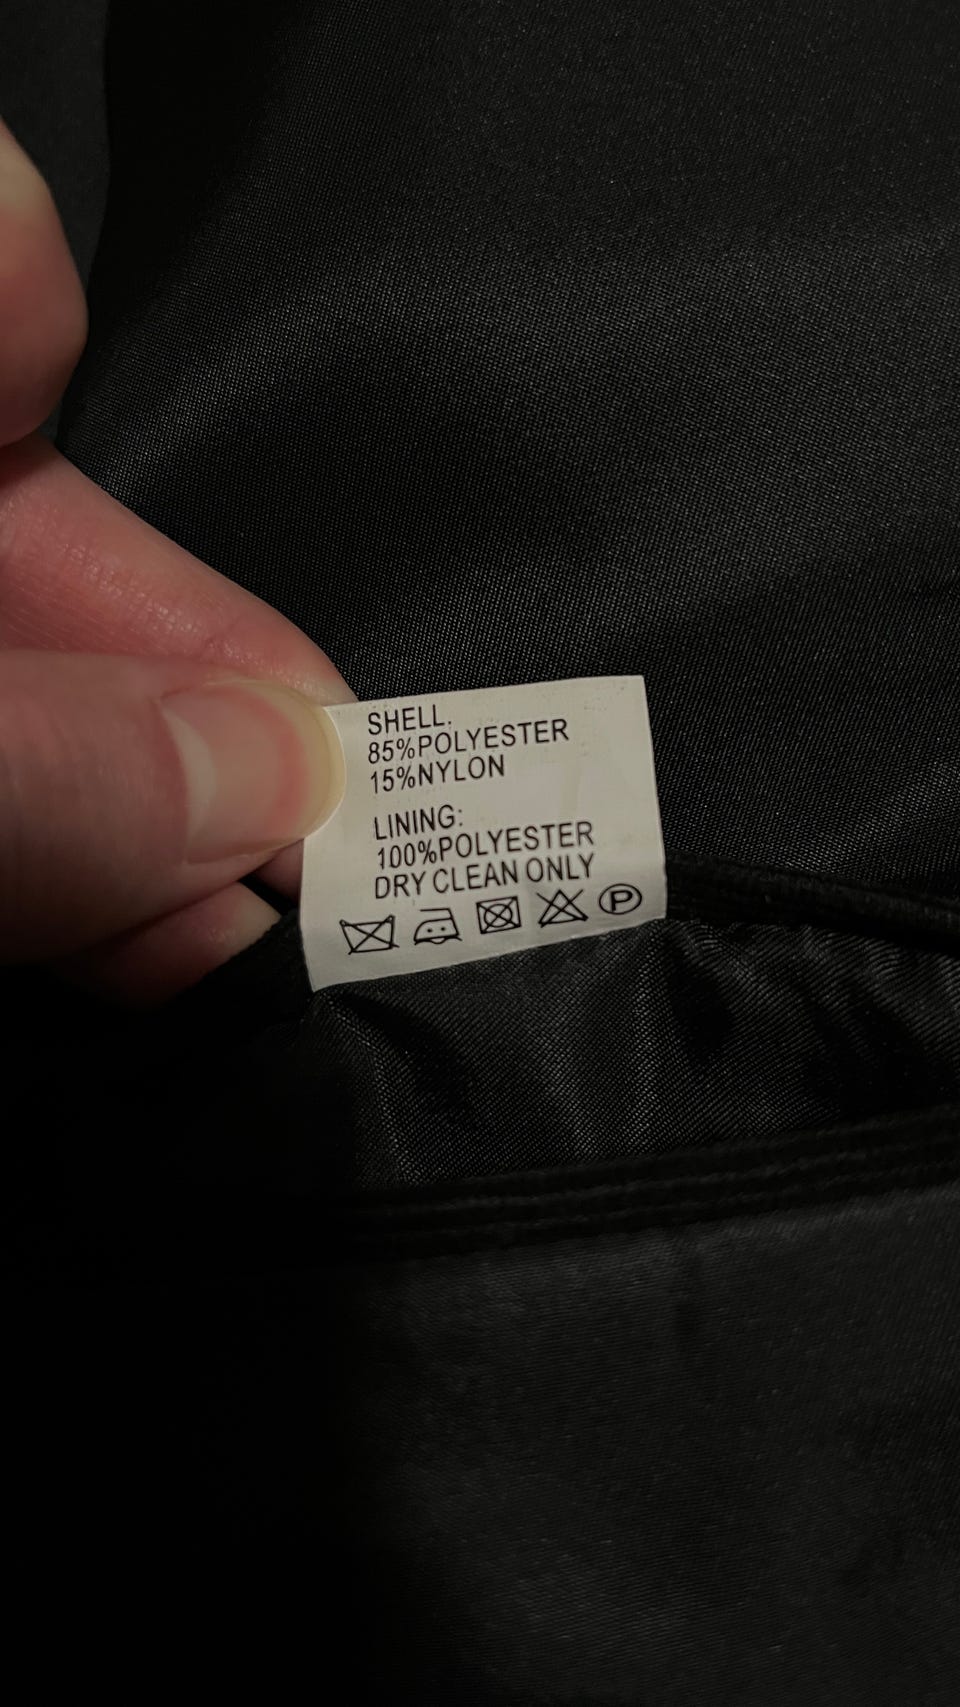 SHELL.
85%POLYESTER
15%NYLON
LINING:
100%POLYESTER
DRY CLEAN ONLY
P